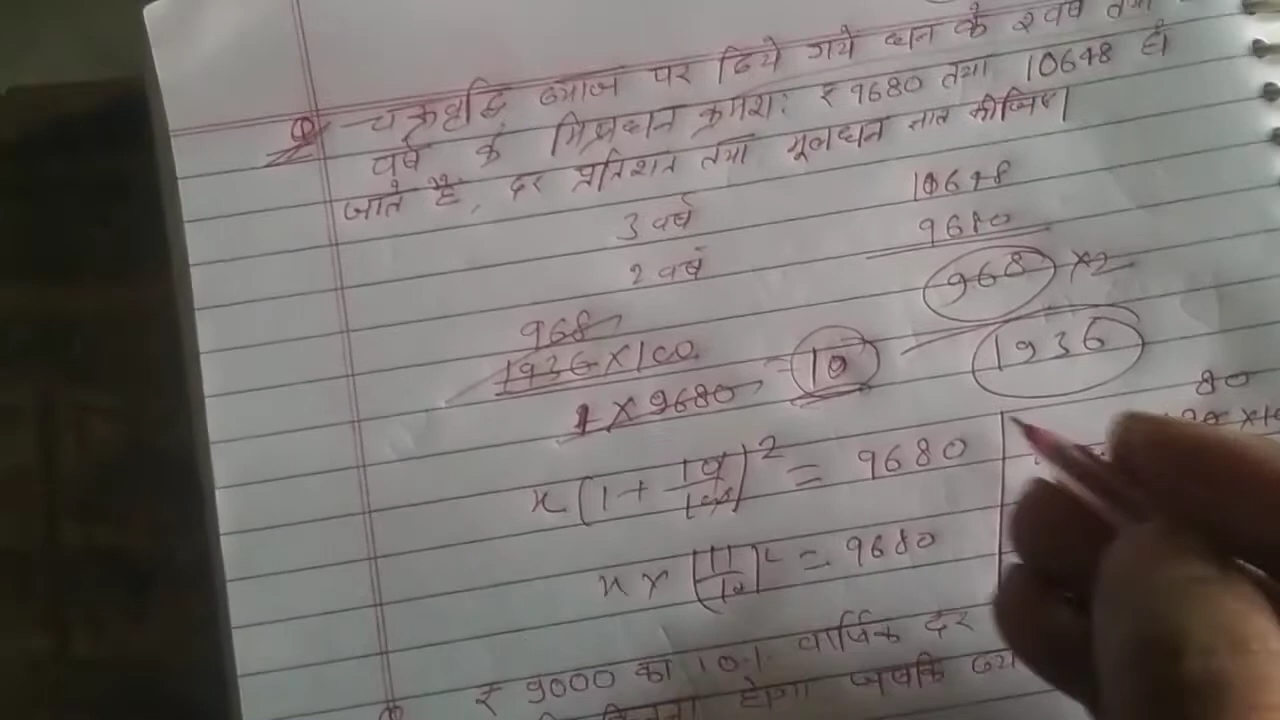 Q चक्रवृद्धि ब्याज पर दिये गये धन के 2 वर्ष तथा
वर्ष के मिश्रधन क्रमश: ₹9680 तथा 10648 हो
जाते है, दर प्रतिशत तथा मूलधन ज्ञात कीजिए।
3 वर्ष 10648
2 वर्ष 9680
968 ×2
968 1936
1936×100
1×9680 = 10
80
x(1+10/100)^2 = 9680
x×(11/10)^2 = 9680
₹9000 का 10% वार्षिक दर
होगा जबकि